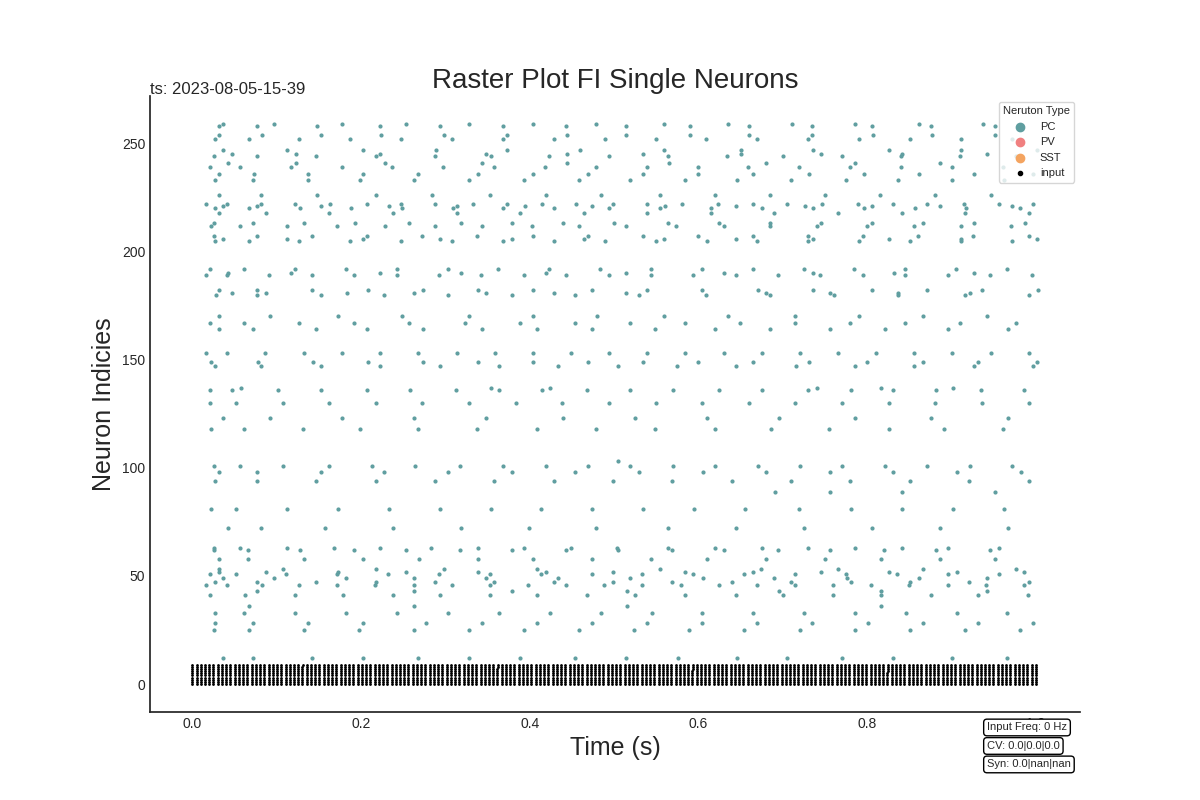 Raster Plot FI Single Neurons
ts: 2023-08-05-15-39
Neruton Type
PC
PV
SST
input
Neuron Indicies
250
200
150
100
50
0
0.0 0.2 0.4 0.6 0.8
Time (s)
Input Freq: 0 Hz
CV: 0.0|0.0|0.0
Syn: 0.0|nan|nan